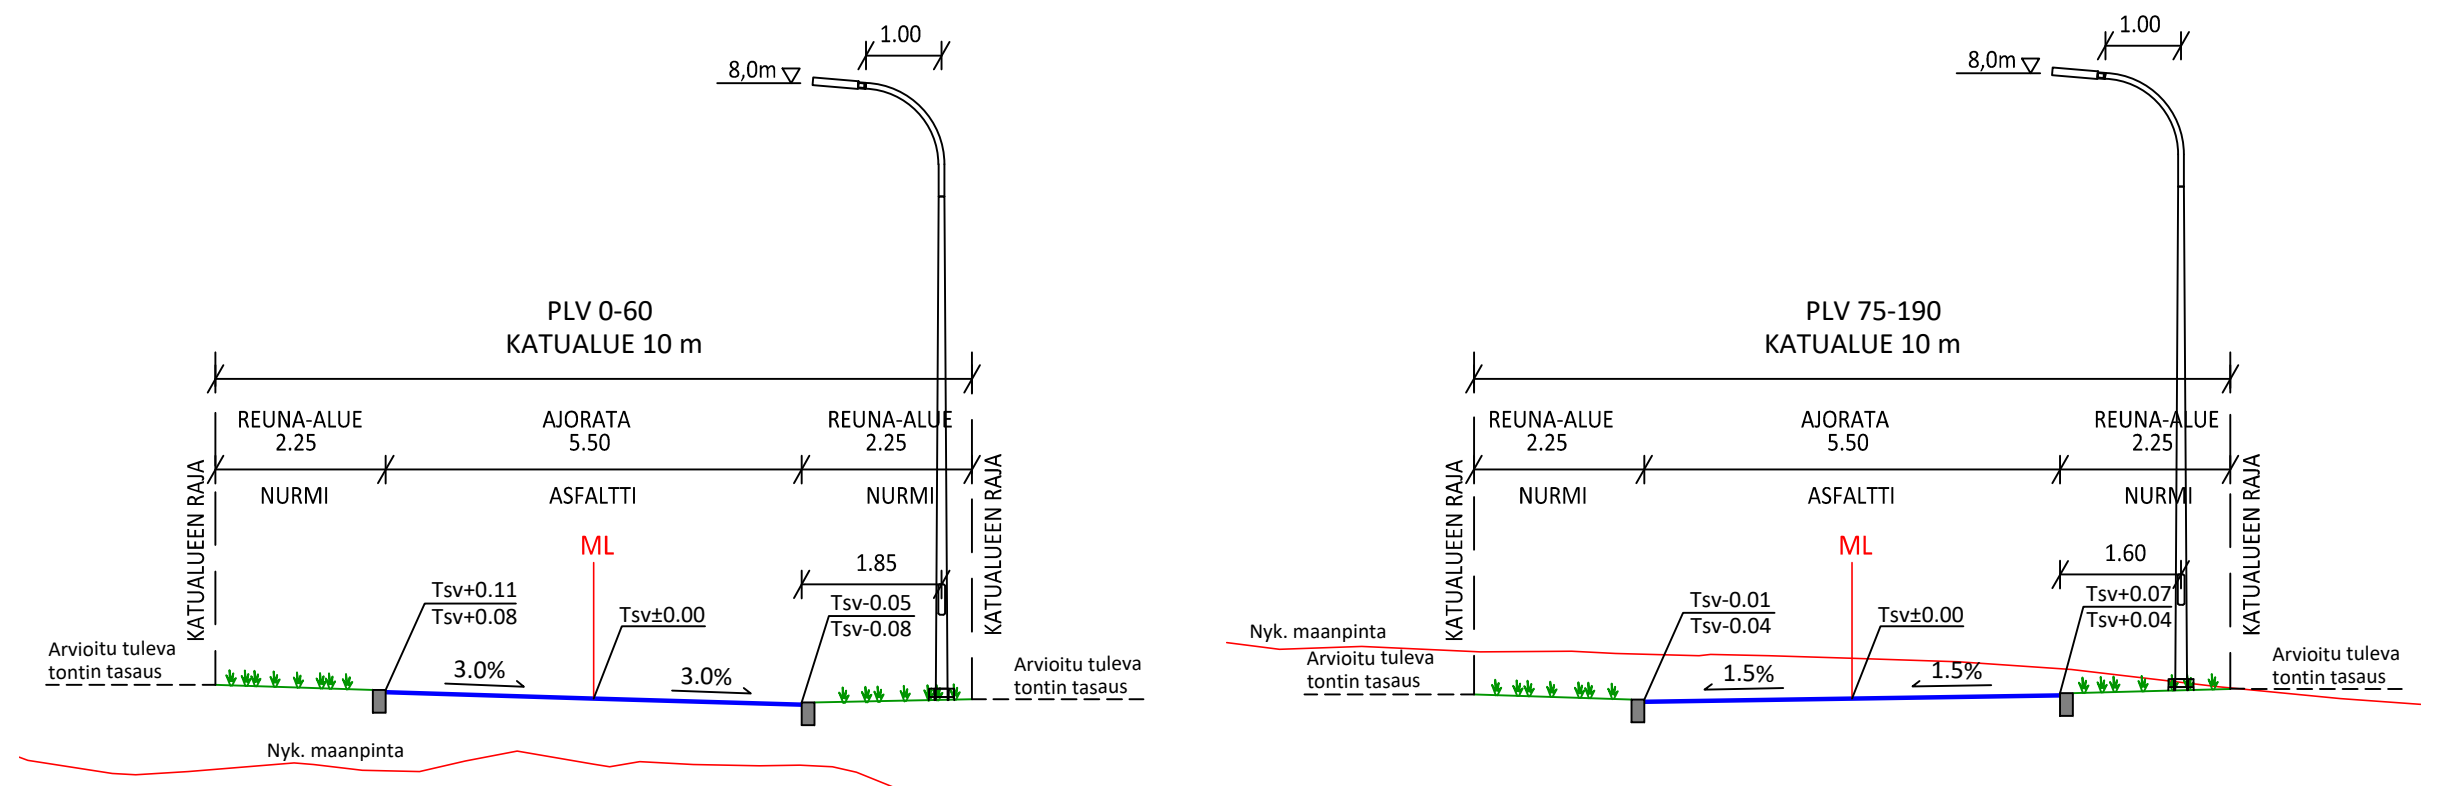 1.00
8,0m
PLV 0-60
KATUALUE 10 m
REUNA-ALUE
2.25
AJORATA
5.50
REUNA-ALUE
2.25
KATUALUEEN RAJA
NURMI
ASFALTTI
NURMI
KATUALUEEN RAJA
ML
1.85
Tsv+0.11
Tsv+0.08
Tsv±0.00
Tsv-0.05
Tsv-0.08
Arvioitu tuleva
tontin tasaus
3.0%
3.0%
Arvioitu tuleva
tontin tasaus
Nyk. maanpinta
1.00
8,0m
PLV 75-190
KATUALUE 10 m
REUNA-ALUE
2.25
AJORATA
5.50
REUNA-ALUE
2.25
KATUALUEEN RAJA
NURMI
ASFALTTI
NURMI
KATUALUEEN RAJA
ML
1.60
Tsv-0.01
Tsv-0.04
Tsv±0.00
Tsv+0.07
Tsv+0.04
Nyk. maanpinta
Arvioitu tuleva
tontin tasaus
1.5%
1.5%
Arvioitu tuleva
tontin tasaus